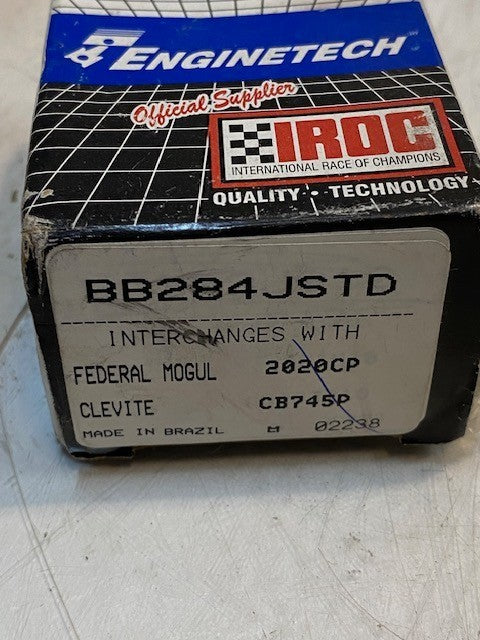 ENGINETECH
Official Supplier
IROC
INTERNATIONAL RACE OF CHAMPIONS
QUALITY • TECHNOLOGY
BB284JSTD
INTERCHANGES WITH
FEDERAL MOGUL 2020CP
CLEVITE CB745P
MADE IN BRAZIL M 02238